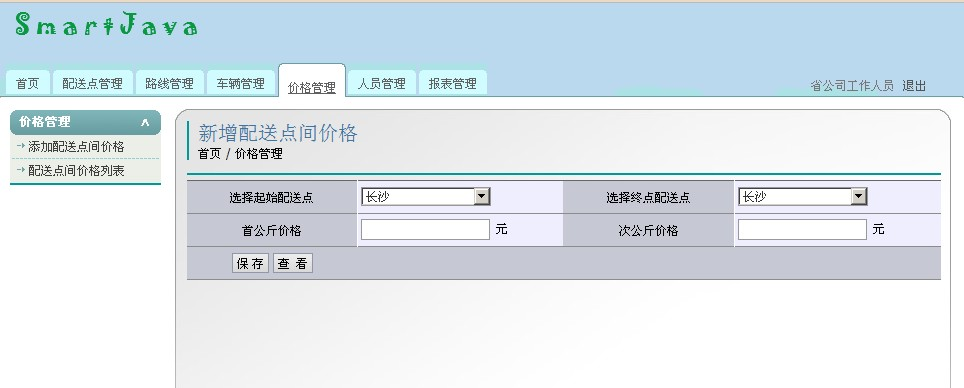 SmartJava
首页 配送点管理 路线管理 车辆管理 价格管理 人员管理 报表管理 省公司工作人员 退出
价格管理
添加配送点间价格
配送点间价格列表
新增配送点间价格
首页 / 价格管理
选择起始配送点 长沙 选择终点配送点 长沙
首公斤价格 元 次公斤价格 元
保存 查看